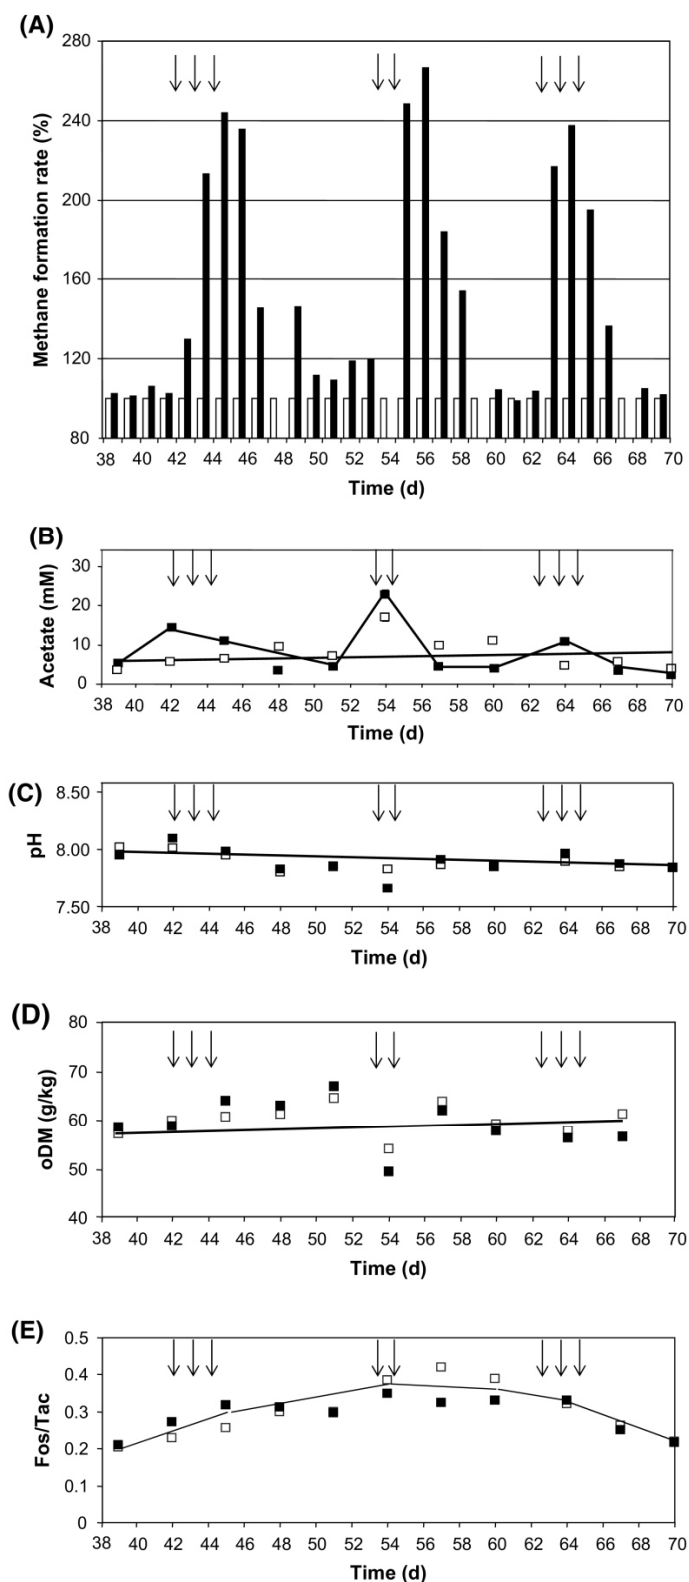 (A)
280
240
200
160
120
80
Methane formation rate (%)
38 40 42 44 46 48 50 52 54 56 58 60 62 64 66 68 70
Time (d)
(B)
30
20
10
0
Acetate (mM)
38 40 42 44 46 48 50 52 54 56 58 60 62 64 66 68 70
Time (d)
(C)
8.50
8.00
7.50
pH
38 40 42 44 46 48 50 52 54 56 58 60 62 64 66 68 70
Time (d)
(D)
80
70
60
50
40
oDM (g/kg)
38 40 42 44 46 48 50 52 54 56 58 60 62 64 66 68 70
Time (d)
(E)
0.5
0.4
0.3
0.2
0.1
0
Fos/Tac
38 40 42 44 46 48 50 52 54 56 58 60 62 64 66 68 70
Time (d)